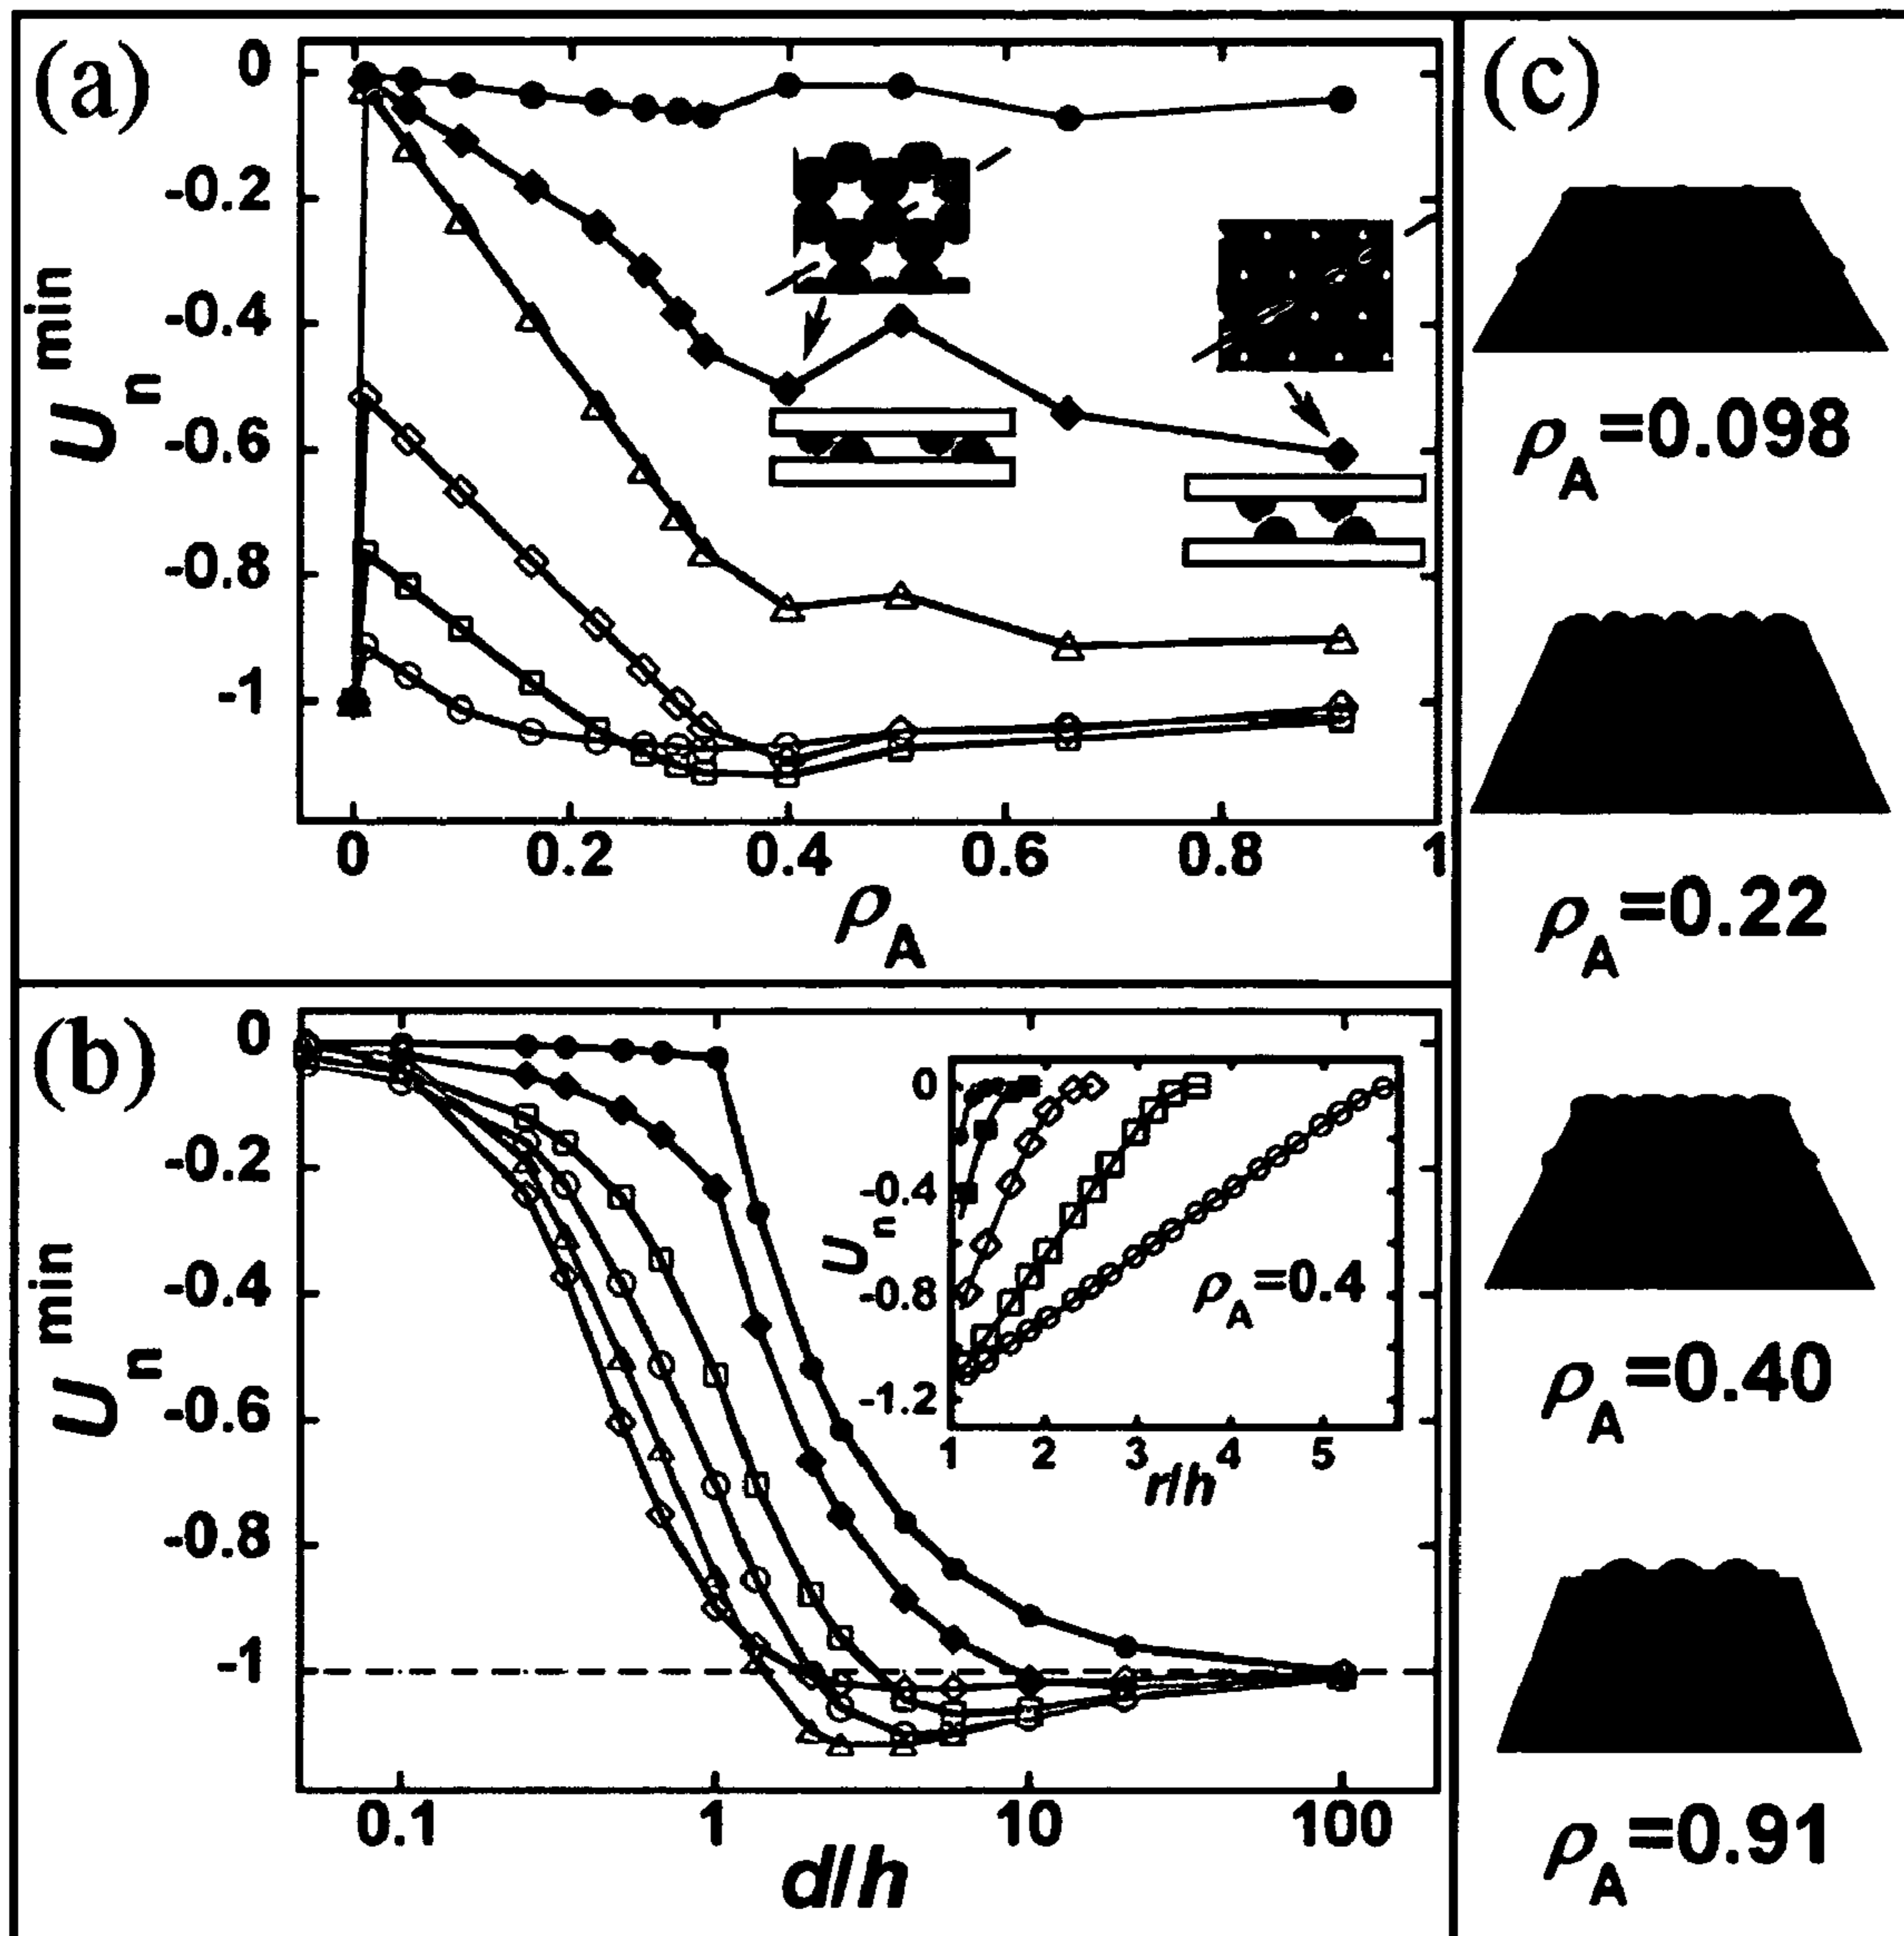 (a)
0
-0.2
-0.4
-0.6
-0.8
-1
U n min
0 0.2 0.4 0.6 0.8 1
ρ A
(b)
0
-0.2
-0.4
-0.6
-0.8
-1
U n min
0.1 1 10 100
d/h
0
-0.4
-0.8
-1.2
U n
ρ A =0.4
1 2 3 4 5
r/h
(c)
ρ A =0.098
ρ A =0.22
ρ A =0.40
ρ A =0.91